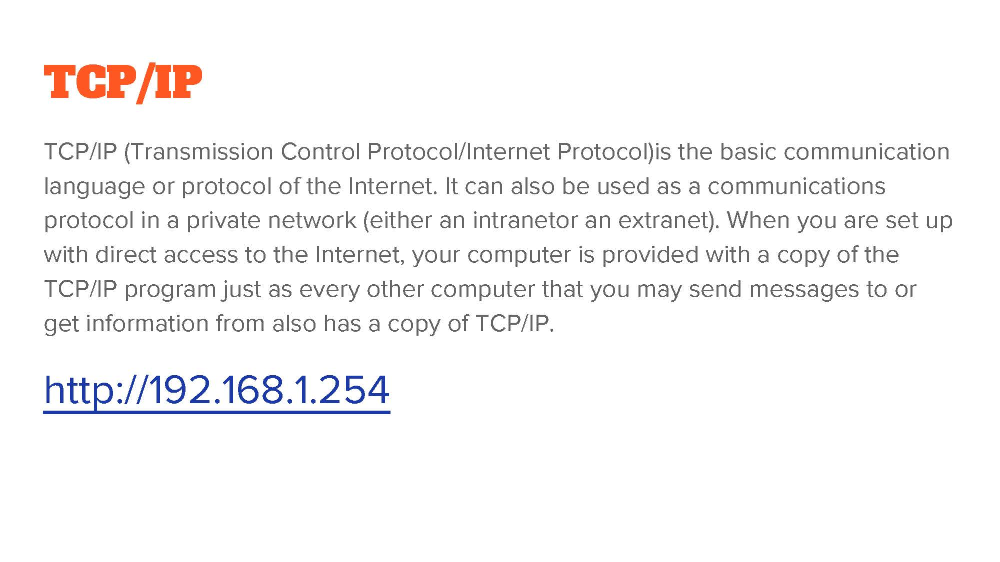 TCP/IP
TCP/IP (Transmission Control Protocol/Internet Protocol)is the basic communication
language or protocol of the Internet. It can also be used as a communications
protocol in a private network (either an intranetor an extranet). When you are set up
with direct access to the Internet, your computer is provided with a copy of the
TCP/IP program just as every other computer that you may send messages to or
get information from also has a copy of TCP/IP.
http://192.168.1.254